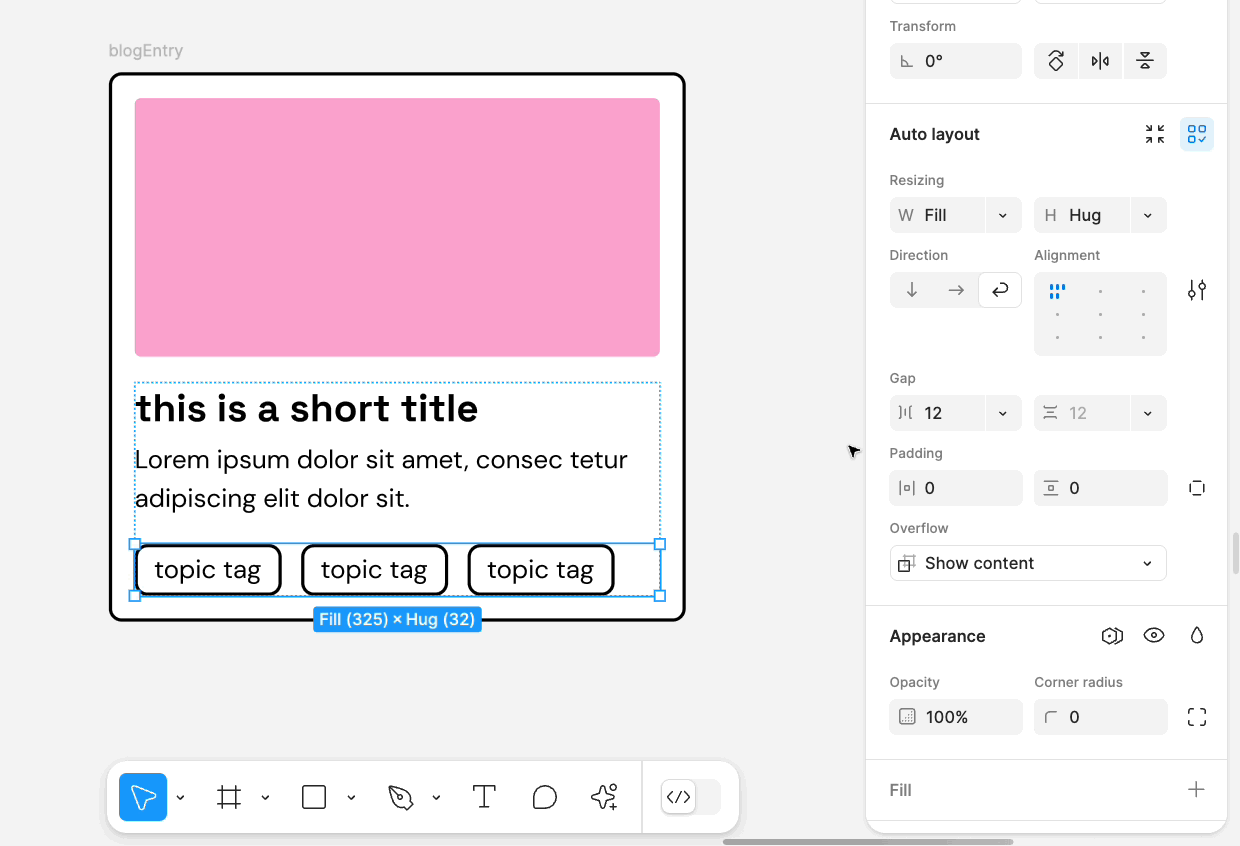 blogEntry
this is a short title
Lorem ipsum dolor sit amet, consec tetur
adipiscing elit dolor sit.
topic tag topic tag topic tag
Fill (325) × Hug (32)
Transform
0°
Auto layout
Resizing
W Fill H Hug
Direction Alignment
Gap
12 12
Padding
0 0
Overflow
Show content
Appearance
Opacity Corner radius
100% 0
Fill